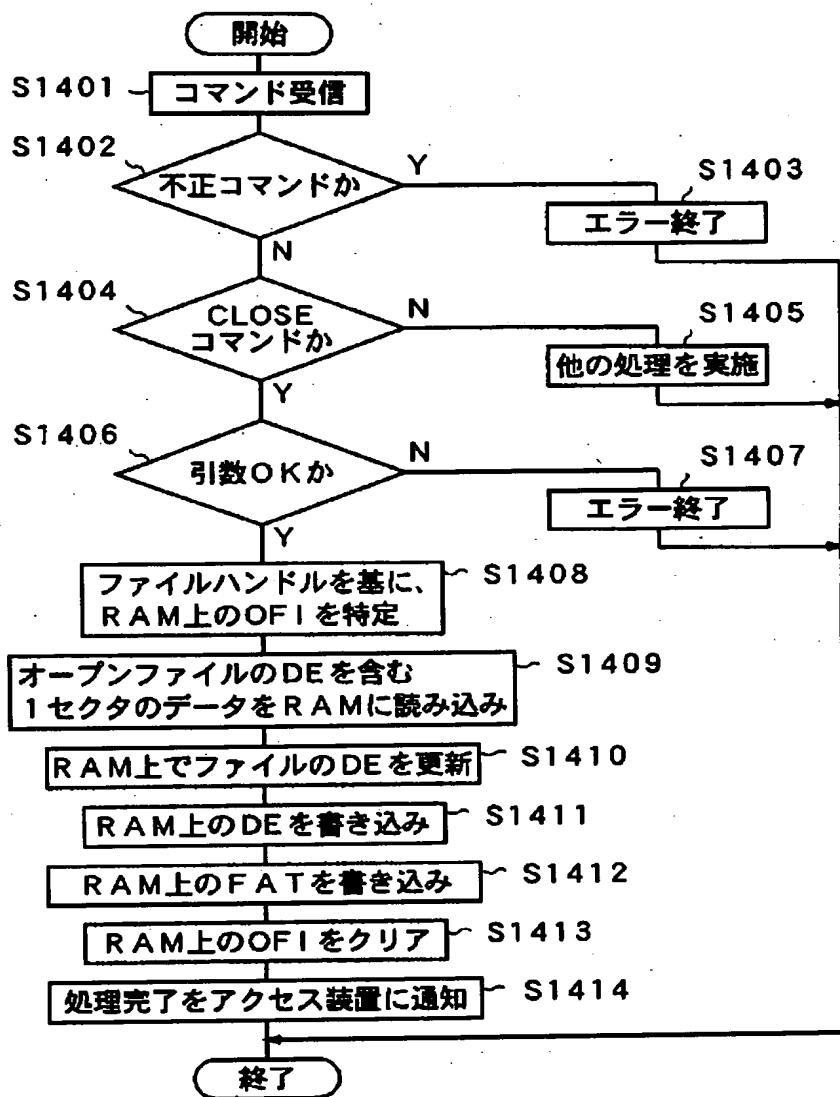 開始
S1401
コマンド受信
S1402
不正コマンドか
Y
S1403
エラー終了
N
S1404
CLOSE
コマンドか
N
S1405
他の処理を実施
Y
S1406
引数OKか
N
S1407
エラー終了
Y
ファイルハンドルを基に、
RAM上のOFIを特定
S1408
オープンファイルのDEを含む
1セクタのデータをRAMに読み込み
S1409
RAM上でファイルのDEを更新
S1410
RAM上のDEを書き込み
S1411
RAM上のFATを書き込み
S1412
RAM上のOFIをクリア
S1413
処理完了をアクセス装置に通知
S1414
終了